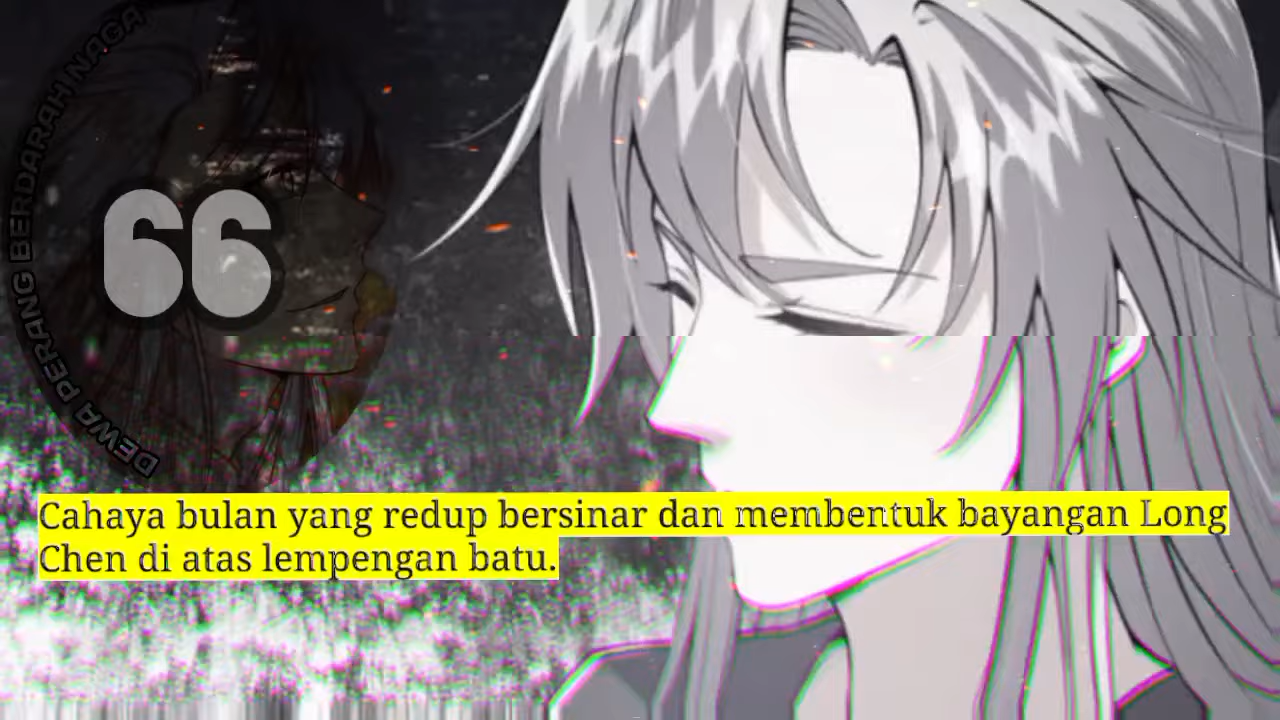 DEWA PERANG BERDARAH NAGA
66
Cahaya bulan yang redup bersinar dan membentuk bayangan Long
Chen di atas lempengan batu.